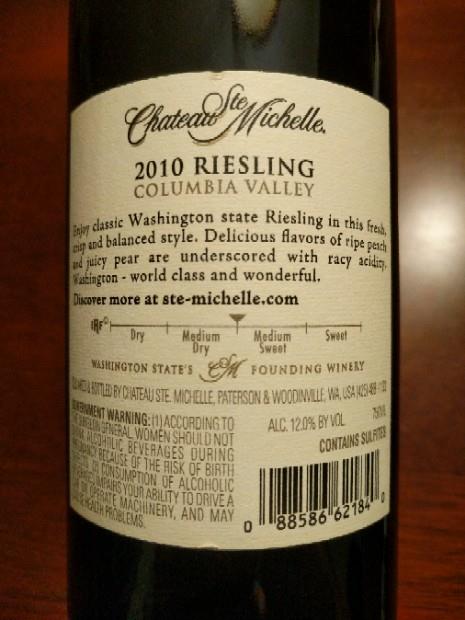 Chateau Ste Michelle.
2010 RIESLING
COLUMBIA VALLEY
Enjoy classic Washington state Riesling in this fresh,
crisp and balanced style. Delicious flavors of ripe peach
and juicy pear are underscored with racy acidity.
Washington - world class and wonderful.
Discover more at ste-michelle.com
IRF©
Dry Medium Dry Medium Sweet Sweet
WASHINGTON STATE'S CSM FOUNDING WINERY
& BOTTLED BY CHATEAU STE. MICHELLE, PATERSON & WOODINVILLE, WA, USA (425)
GOVERNMENT WARNING: (1) ACCORDING TO
SURGEON GENERAL, WOMEN SHOULD NOT
DRINK ALCOHOLIC BEVERAGES DURING
PREGNANCY BECAUSE OF THE RISK OF BIRTH
CONSUMPTION OF ALCOHOLIC
IMPAIRS YOUR ABILITY TO DRIVE A
OR OPERATE MACHINERY, AND MAY
HEALTH PROBLEMS.
ALC. 12.0% BY VOL. 750ML
CONTAINS SULFITES
0 88586 62184 0